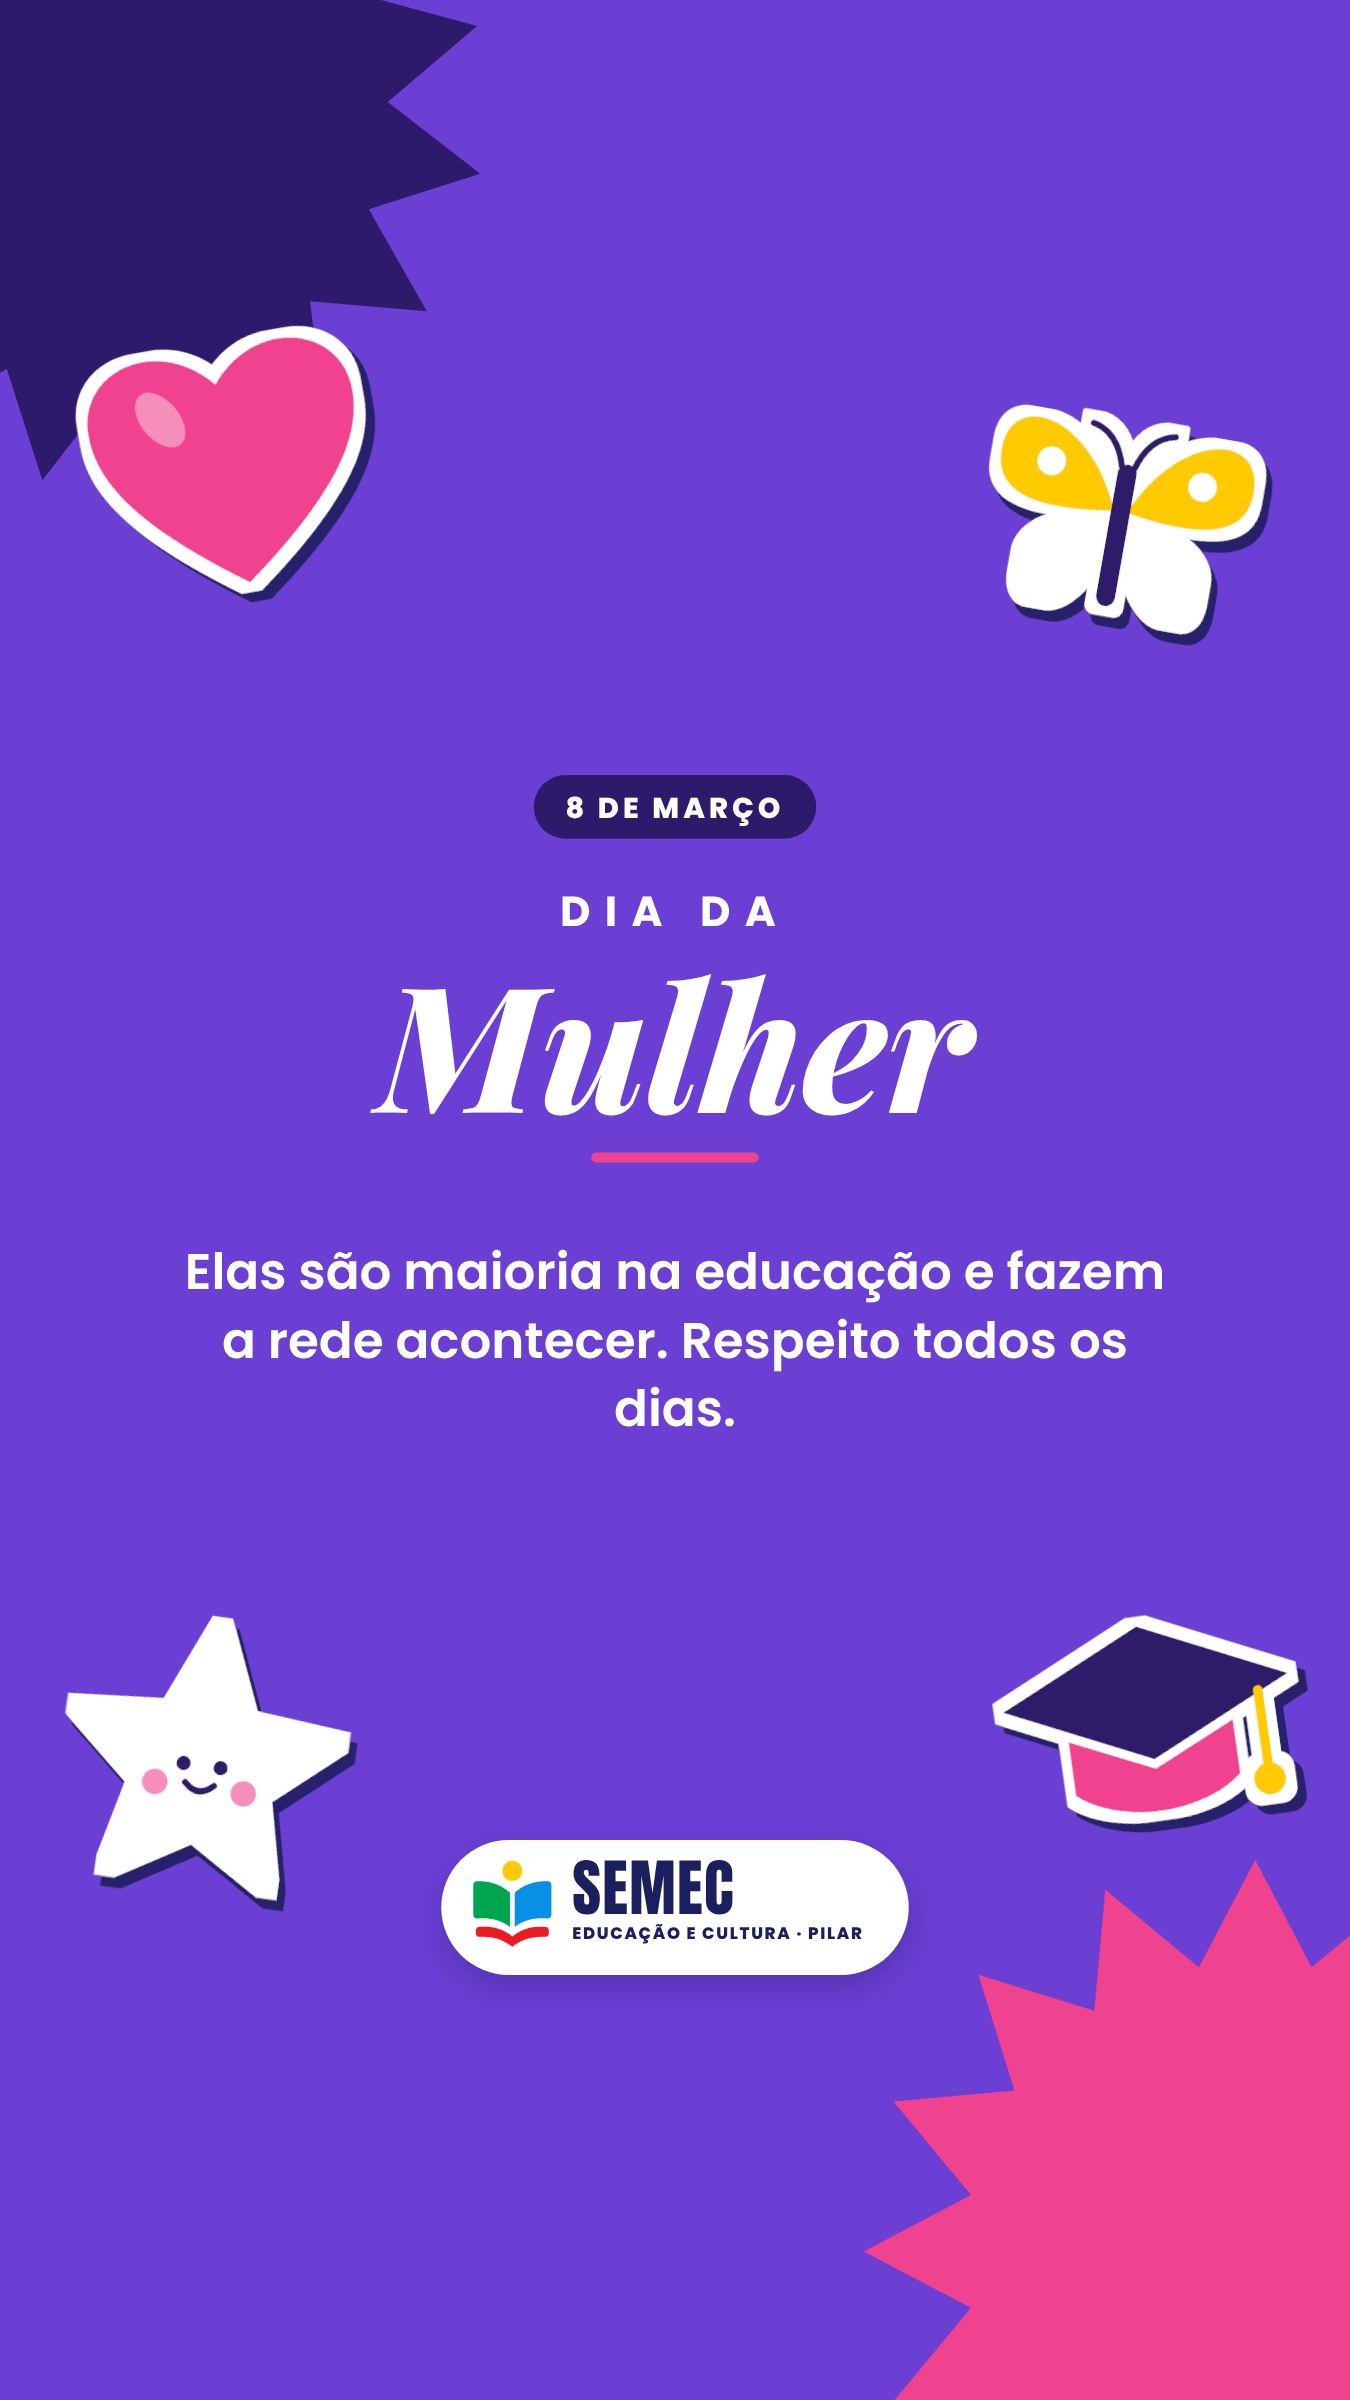 8 DE MARÇO
DIA DA
Mulher
Elas são maioria na educação e fazem
a rede acontecer. Respeito todos os
dias.
SEMEC
EDUCAÇÃO E CULTURA · PILAR